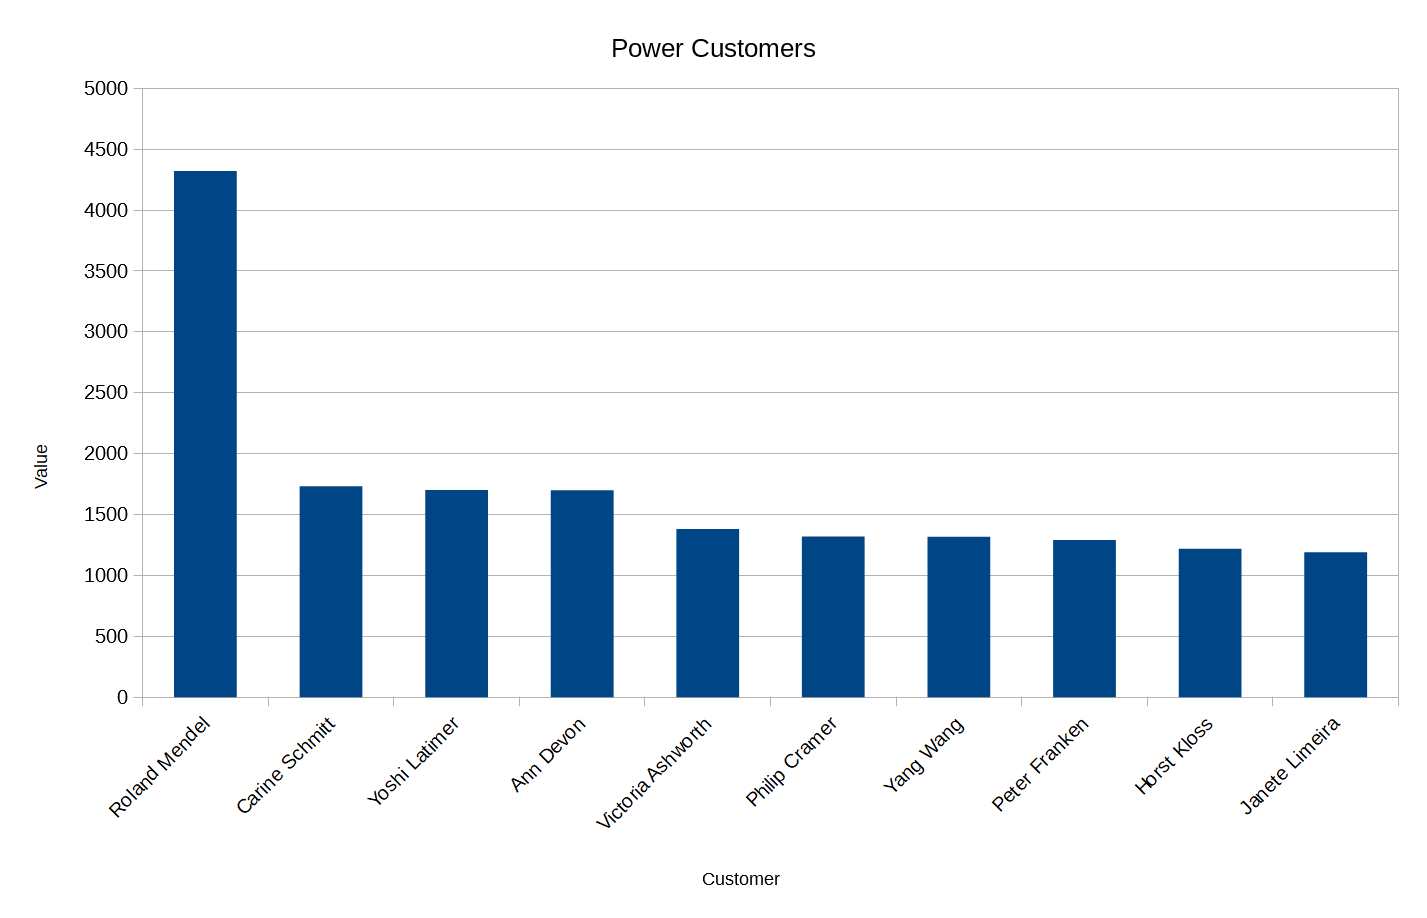 Power Customers
5000
4500
4000
3500
3000
2500
2000
1500
1000
500
0
Value
Roland Mendel
Carine Schmitt
Yoshi Latimer
Ann Devon
Victoria Ashworth
Philip Cramer
Yang Wang
Peter Franken
Horst Kloss
Janete Limeira
Customer